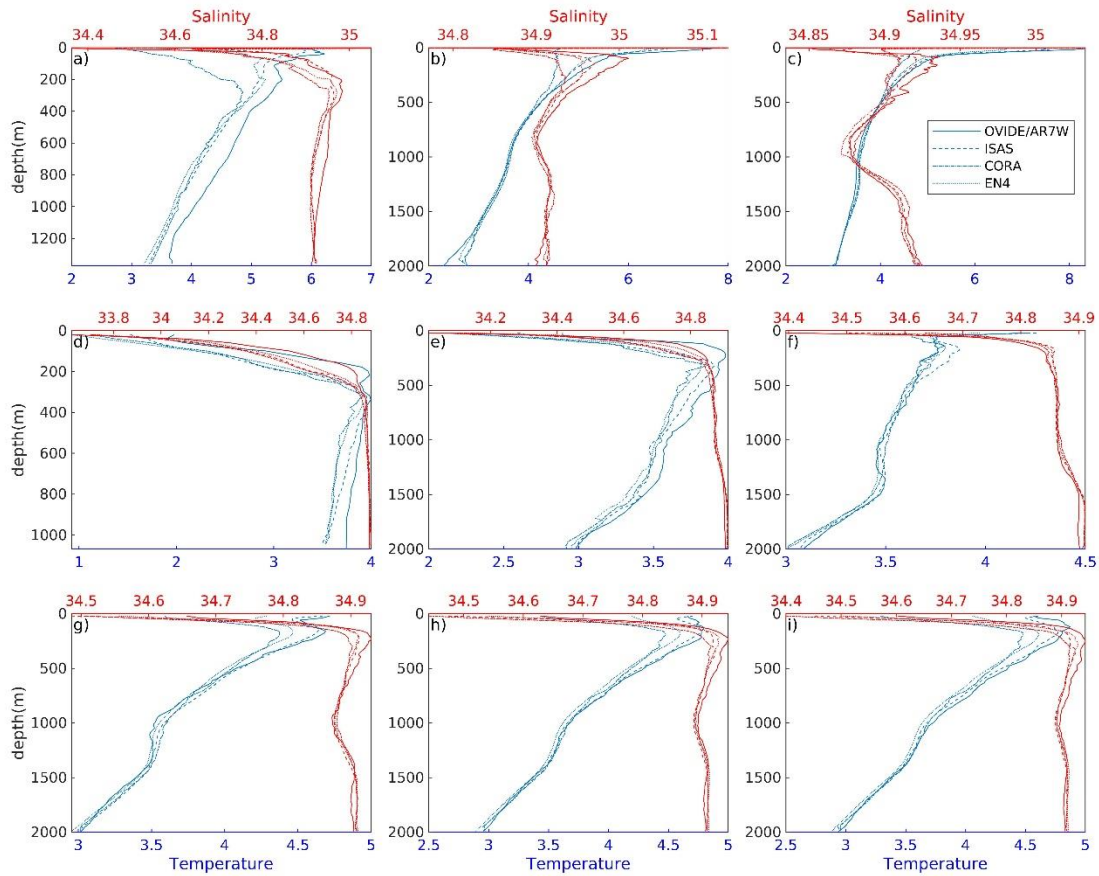 Salinity Salinity Salinity
34.4 34.6 34.8 35 34.8 34.9 35 35.1 34.85 34.9 34.95 35
a) b) c)
0 0 0
200
400 500 500
OVIDE/AR7W
ISAS
CORA
EN4
depth(m)
600
800 1000 1000
1000 1500 1500
1200
2000 2000
2 3 4 5 6 7 2 4 6 8 2 4 6 8
33.8 34 34.2 34.4 34.6 34.8 34.2 34.4 34.6 34.8 34.4 34.5 34.6 34.7 34.8 34.9
d) e) f)
0 0 0
200
400 500 500
depth(m)
600 1000 1000
800 1500 1500
1000
2000 2000
1 2 3 4 2 2.5 3 3.5 4 3 3.5 4 4.5
34.5 34.6 34.7 34.8 34.9 34.5 34.6 34.7 34.8 34.9 34.4 34.5 34.6 34.7 34.8 34.9
g) h) i)
0 0 0
500 500 500
depth(m)
1000 1000 1000
1500 1500 1500
2000 2000 2000
3 3.5 4 4.5 5 2.5 3 3.5 4 4.5 5 2.5 3 3.5 4 4.5 5
Temperature Temperature Temperature